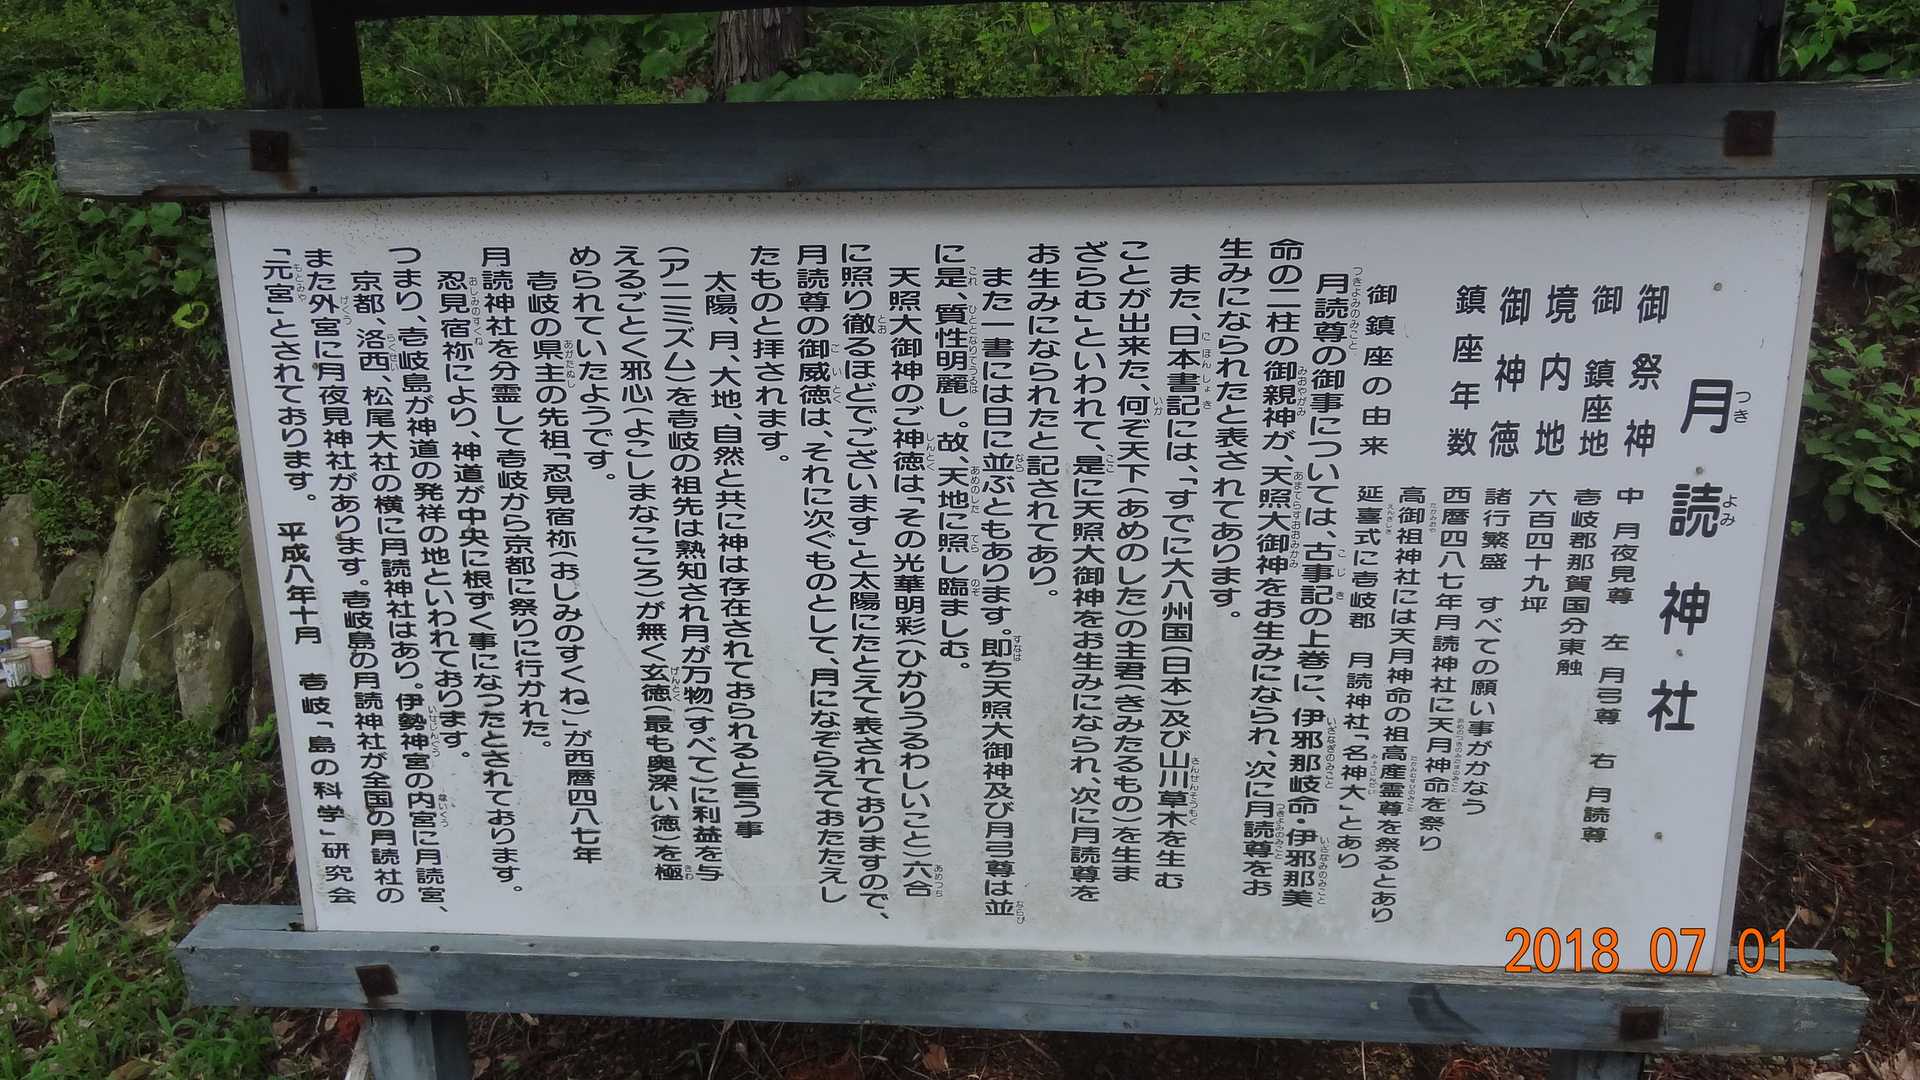 月読神社
御祭神 中 月夜見尊 左 月弓尊 右 月読尊
御鎮座地 壱岐郡那賀国分東触
境内地 六百四十九坪
御神徳 諸行繁盛 すべての願い事がかなう
鎮座年数 西暦四八七年月読神社に天月神命を祭り
高御祖神社には天月神命の祖高産霊尊を祭るとあり
延喜式に壱岐郡 月読神社「名神大」とあり
御鎮座の由来
月読尊の御事については、古事記の上巻に、伊邪那岐命・伊邪那美
命の二柱の御親神が、天照大御神をお生みになられ、次に月読尊をお
生みになられたと表されてあります。
また、日本書記には、「すでに大八州国(日本)及び山川草木を生む
ことが出来た、何ぞ天下(あめのした)の主君(きみたるもの)を生ま
ざらむ」といわれて、是に天照大御神をお生みになられ、次に月読尊を
お生みになられたと記されてあり。
また一書には日に並ぶともあります。即ち天照大御神及び月弓尊は並
に是、質性明麗し。故、天地に照し臨ましむ。
天照大御神のご神徳は「その光華明彩(ひかりうるわしいこと)六合
に照り徹るほどでございます」と太陽にたとえて表されておりますので、
月読尊の御威徳は、それに次ぐものとして、月になぞらえておたたえし
たものと拝されます。
太陽、月、大地、自然と共に神は存在されておられると言う事
(アニミズム)を壱岐の祖先は熟知され月が万物(すべて)に利益を与
えるごとく邪心(よこしまなこころ)が無く玄徳(最も奥深い徳)を極
められていたようです。
壱岐の県主の先祖「忍見宿祢(おしみのすくね)」が西暦四八七年
月読神社を分霊して壱岐から京都に祭りに行かれた。
忍見宿祢により、神道が中央に根ずく事になつたとされております。
つまり、壱岐島が神道の発祥の地といわれております。
京都、洛西、松尾大社の横に月読神社はあり。伊勢神宮の内宮に月読宮、
また外宮に月夜見神社があります。壱岐島の月読神社が全国の月読社の
「元宮」とされております。 平成八年十月 壱岐「島の科学」研究会
2018 07 01